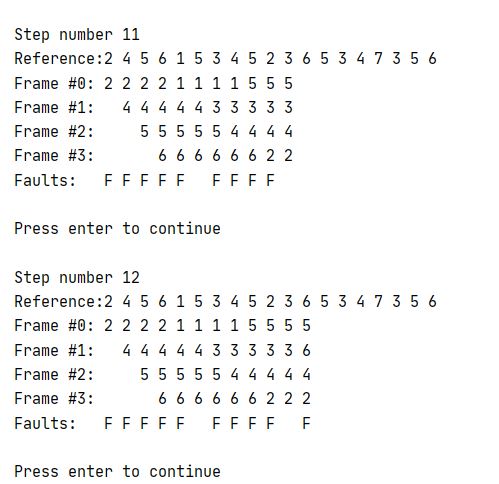 Step number 11
Reference:2 4 5 6 1 5 3 4 5 2 3 6 5 3 4 7 3 5 6
Frame #0: 2 2 2 2 1 1 1 1 5 5 5
Frame #1:   4 4 4 4 4 3 3 3 3 3
Frame #2:     5 5 5 5 5 4 4 4 4
Frame #3:       6 6 6 6 6 6 2 2
Faults:   F F F F F   F F F F
Press enter to continue
Step number 12
Reference:2 4 5 6 1 5 3 4 5 2 3 6 5 3 4 7 3 5 6
Frame #0: 2 2 2 2 1 1 1 1 5 5 5 5
Frame #1:   4 4 4 4 4 3 3 3 3 3 6
Frame #2:     5 5 5 5 5 4 4 4 4 4
Frame #3:       6 6 6 6 6 6 2 2 2
Faults:   F F F F F   F F F F   F
Press enter to continue